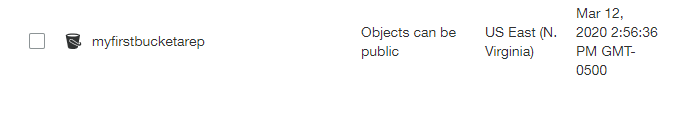 myfirstbucketarep
Objects can be
public
US East (N.
Virginia)
Mar 12,
2020 2:56:36
PM GMT-
0500